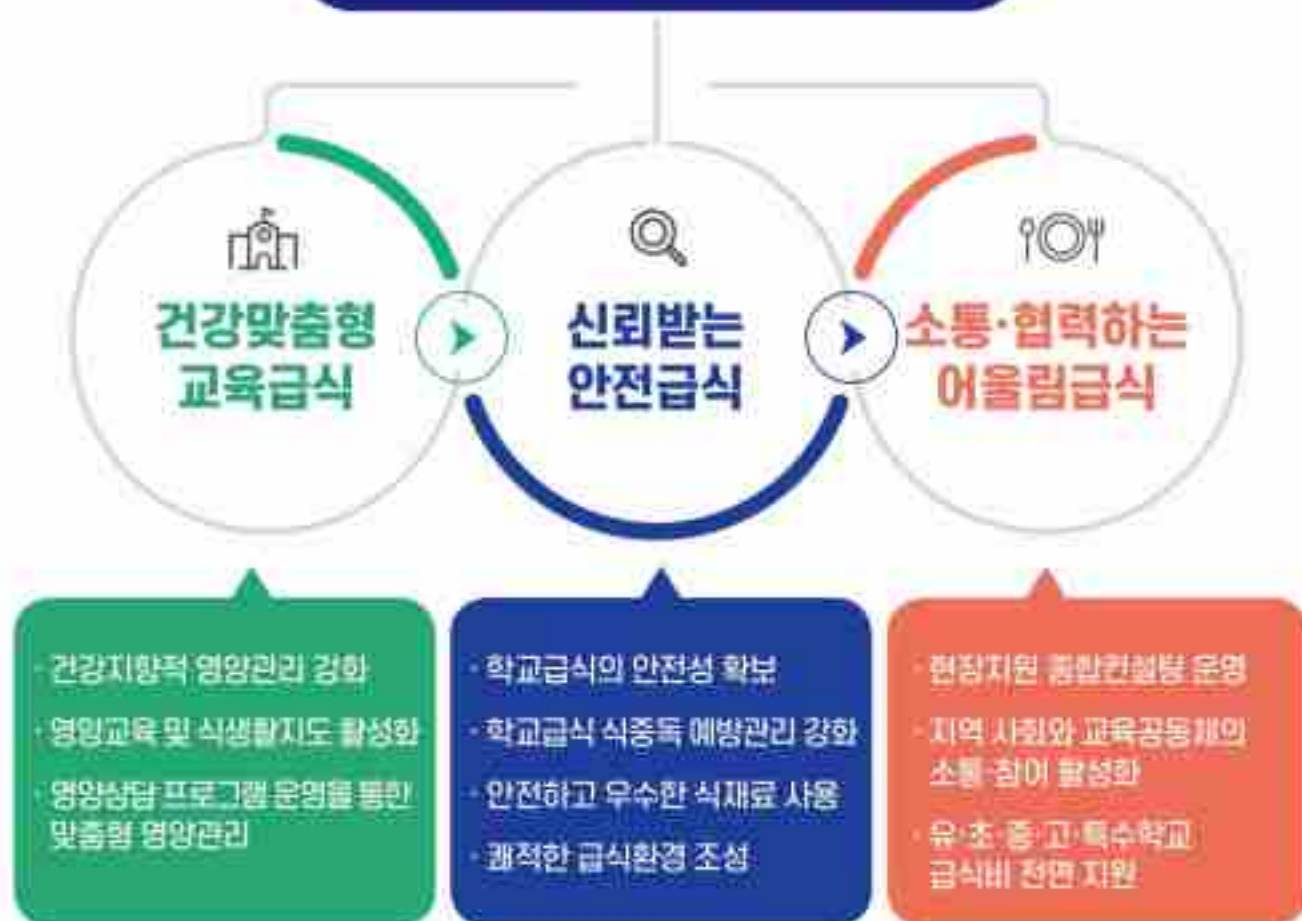 건강맞춤형
교육급식
신뢰받는
안전급식
소통·협력하는
어울림급식
· 건강지향적 영양관리 강화
· 영양교육 및 식생활지도 활성화
· 영양상담 프로그램 운영을 통한
맞춤형 영양관리
· 학교급식의 안전성 확보
· 학교급식 식중독 예방관리 강화
· 안전하고 우수한 식재료 사용
· 쾌적한 급식환경 조성
· 현장지원 종합컨설팅 운영
· 지역 사회와 교육공동체의
소통·참여 활성화
· 유·초·중·고·특수학교
급식비 전면 지원